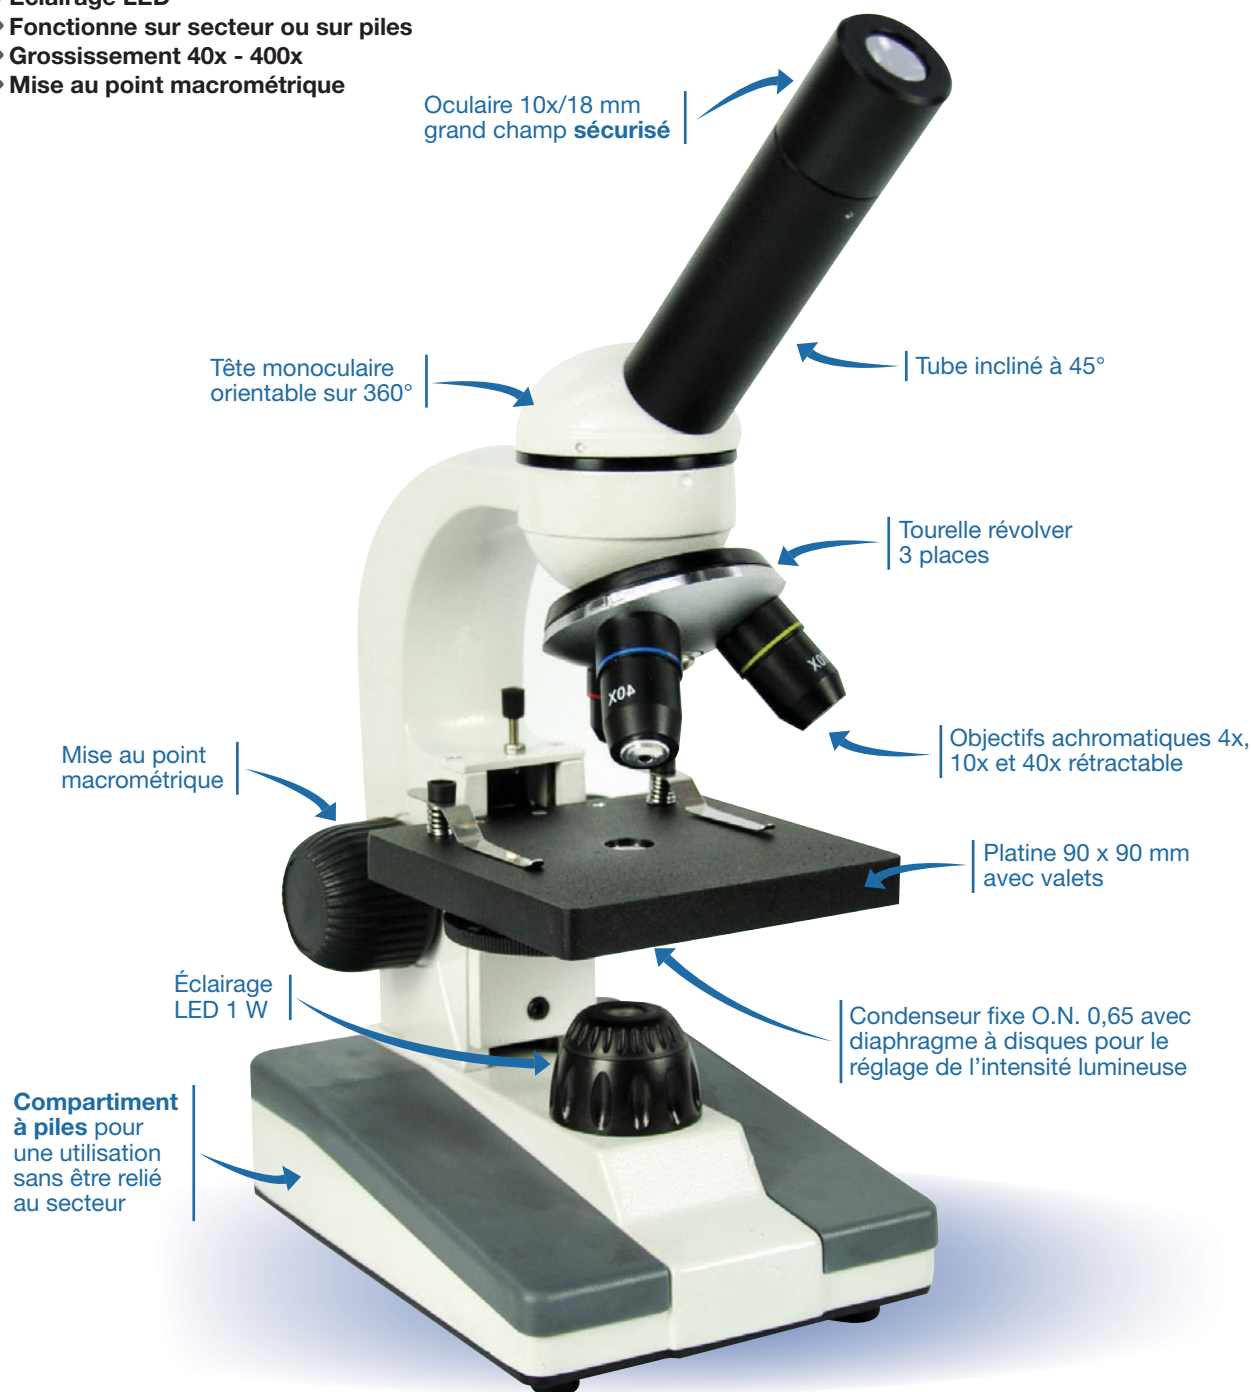 Éclairage LED
Fonctionne sur secteur ou sur piles
Grossissement 40x - 400x
Mise au point macrométrique
Oculaire 10x/18 mm
grand champ sécurisé
Tête monoculaire
orientable sur 360°
Tube incliné à 45°
Tourelle révolver
3 places
40X
Objectifs achromatiques 4x,
10x et 40x rétractable
Mise au point
macrométrique
Platine 90 x 90 mm
avec valets
Éclairage
LED 1 W
Condenseur fixe O.N. 0,65 avec
diaphragme à disques pour le
réglage de l'intensité lumineuse
Compartiment
à piles pour
une utilisation
sans être relié
au secteur